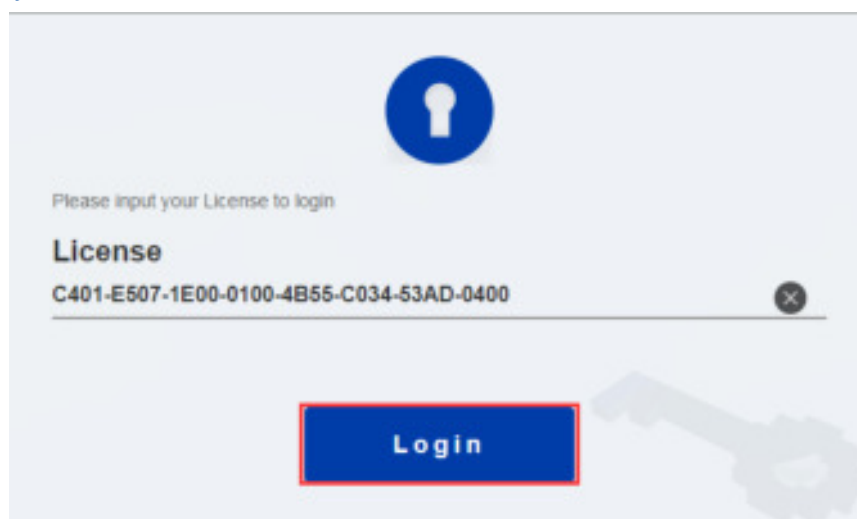 Please input your License to login
License
C401-E507-1E00-0100-4B55-C034-53AD-0400
Login